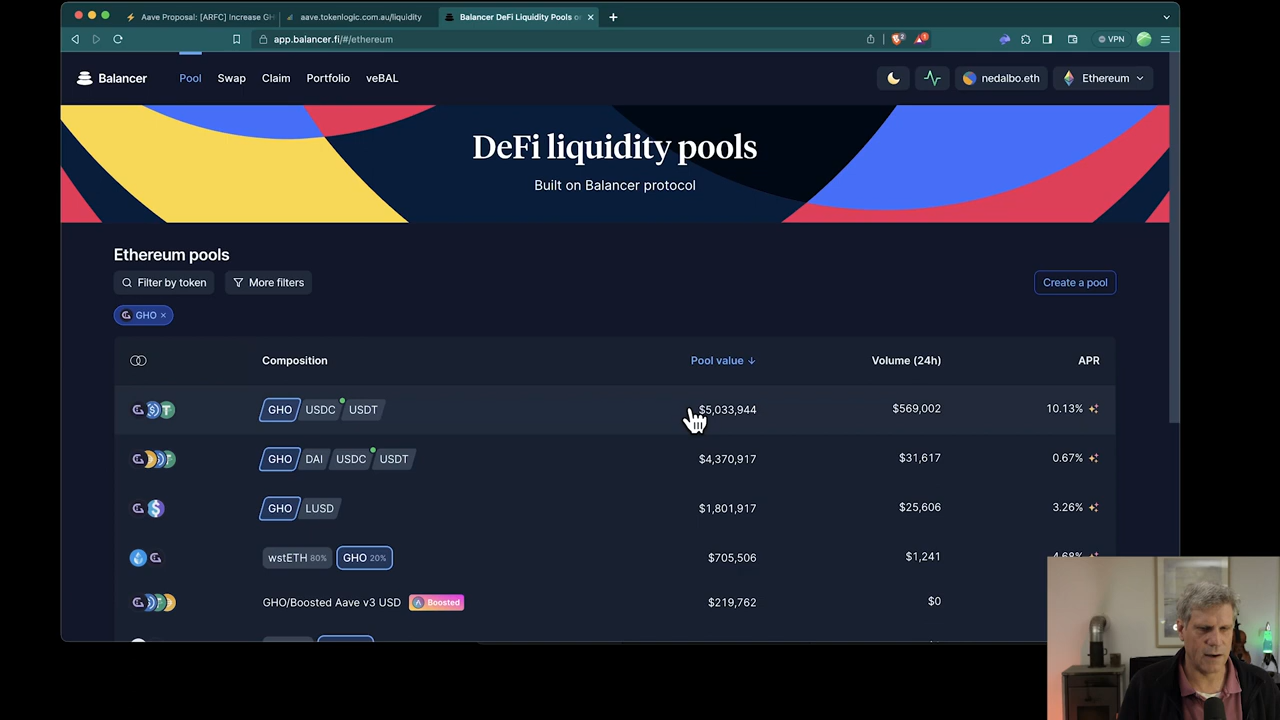 Aave Proposal: [ARFC] Increase GH
aave.tokenlogic.com.au/liquidity
Balancer DeFi Liquidity Pools o
app.balancer.fi/#/ethereum
VPN
Balancer
Pool
Swap
Claim
Portfolio
veBAL
nedalbo.eth
Ethereum
DeFi liquidity pools
Built on Balancer protocol
Ethereum pools
Filter by token
More filters
Create a pool
GHO ×
Composition
Pool value ↓
Volume (24h)
APR
GHO USDC USDT
$5,033,944
$569,002
10.13%
GHO DAI USDC USDT
$4,370,917
$31,617
0.67%
GHO LUSD
$1,801,917
$25,606
3.26%
wstETH 80% GHO 20%
$705,506
$1,241
GHO/Boosted Aave v3 USD Boosted
$219,762
$0